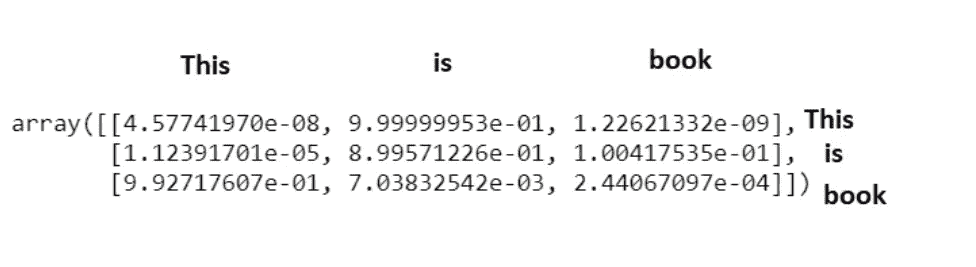 This is book
array([[4.57741970e-08, 9.99999953e-01, 1.22621332e-09], This
[1.12391701e-05, 8.99571226e-01, 1.00417535e-01], is
[9.92717607e-01, 7.03832542e-03, 2.44067097e-04]]) book